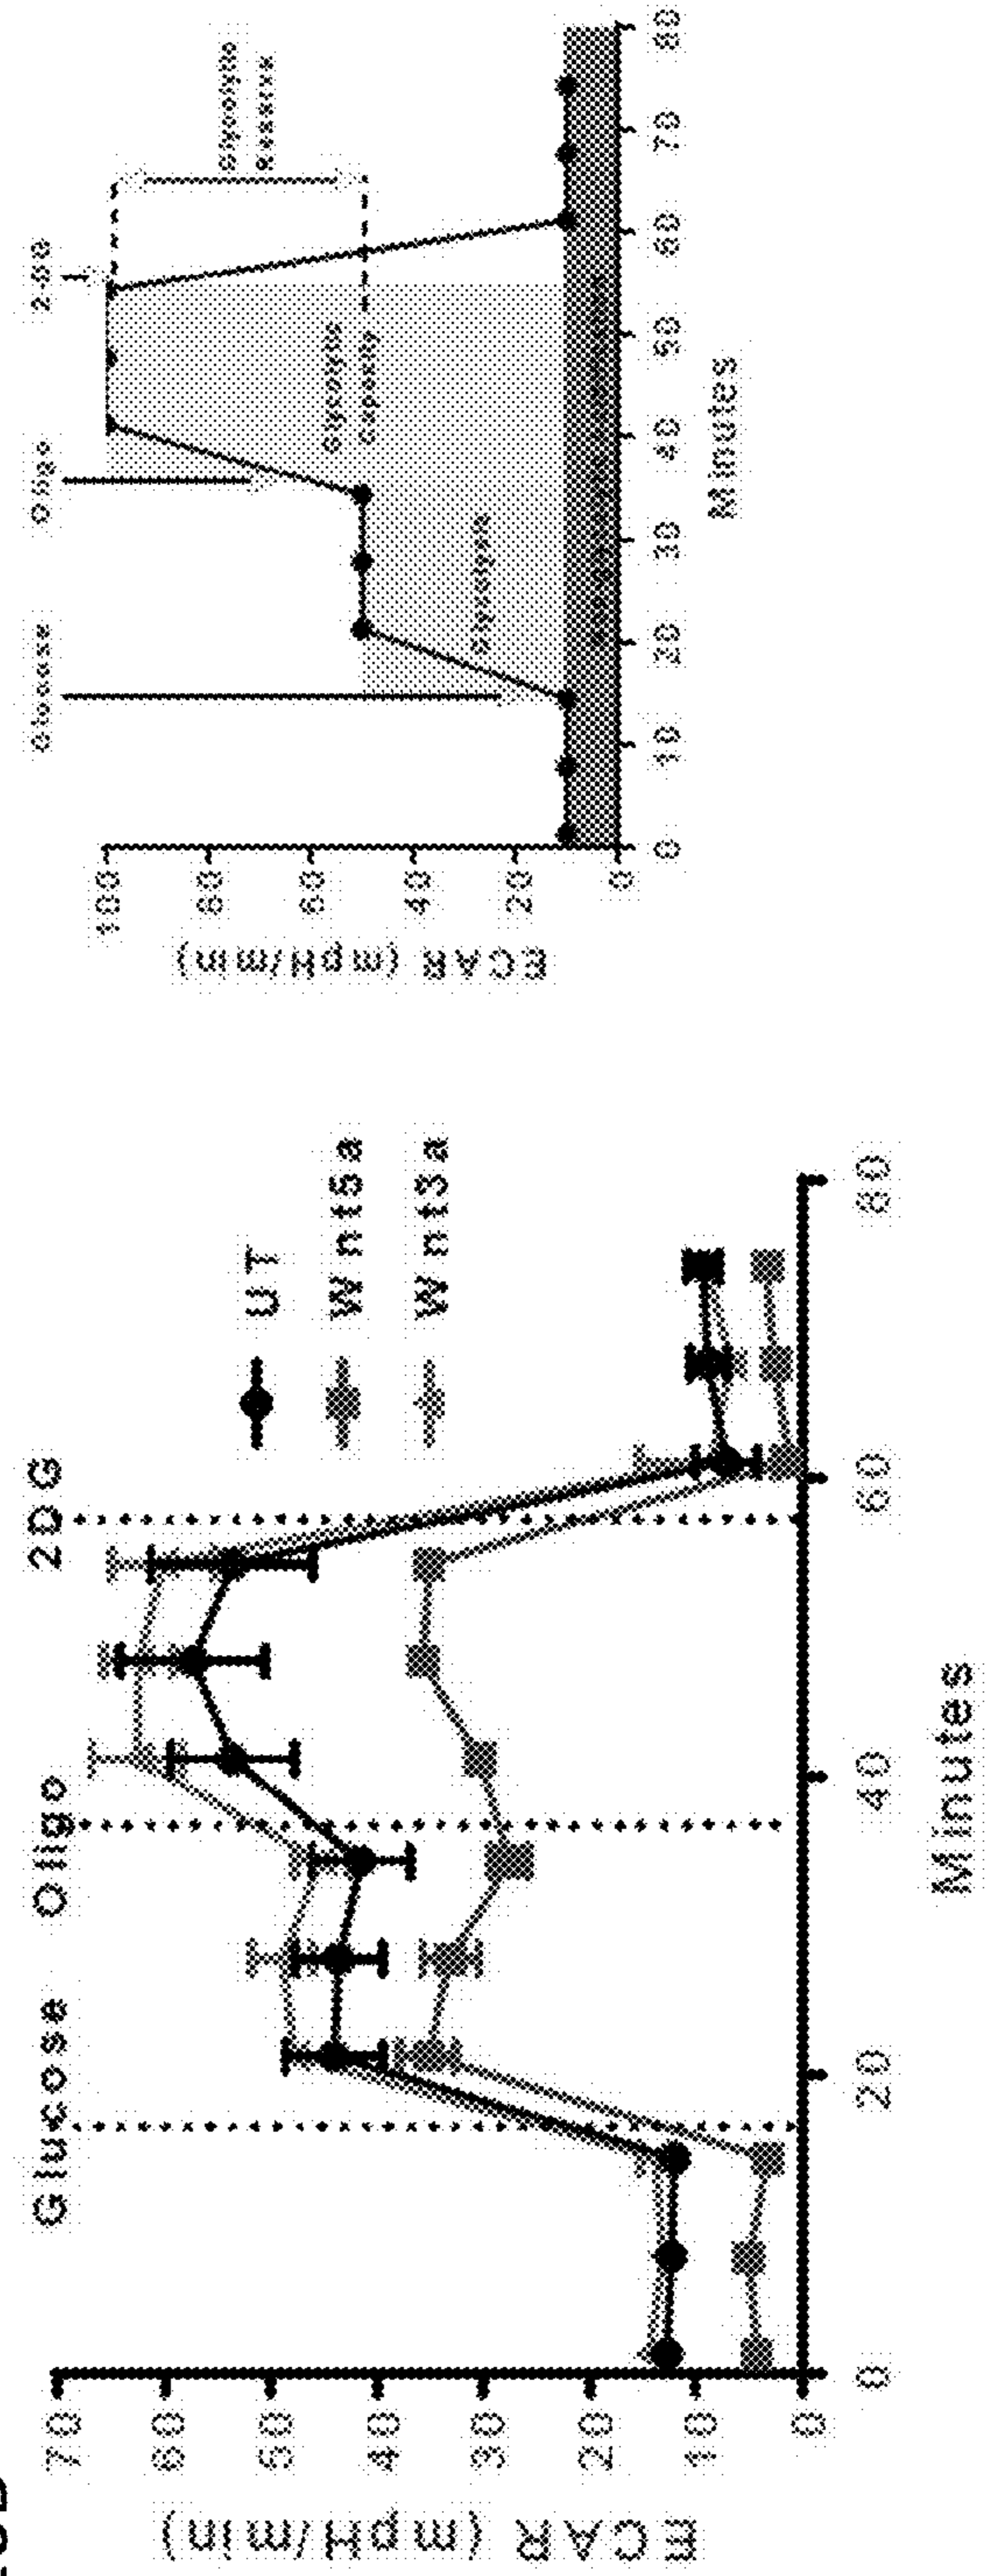 Glucose Oligo 2DG
ECAR (mpH/min)
70
60
50
40
30
20
10
0
0 20 40 60 80
Minutes
UT
Wnt5a
Wnt3a
Glucose
Oligo
2-DG
ECAR (mpH/min)
100
80
60
40
20
0
0 10 20 30 40 50 60 70 80
Minutes
Glycolysis
Glycolytic
Capacity
Glycolytic
Reserve